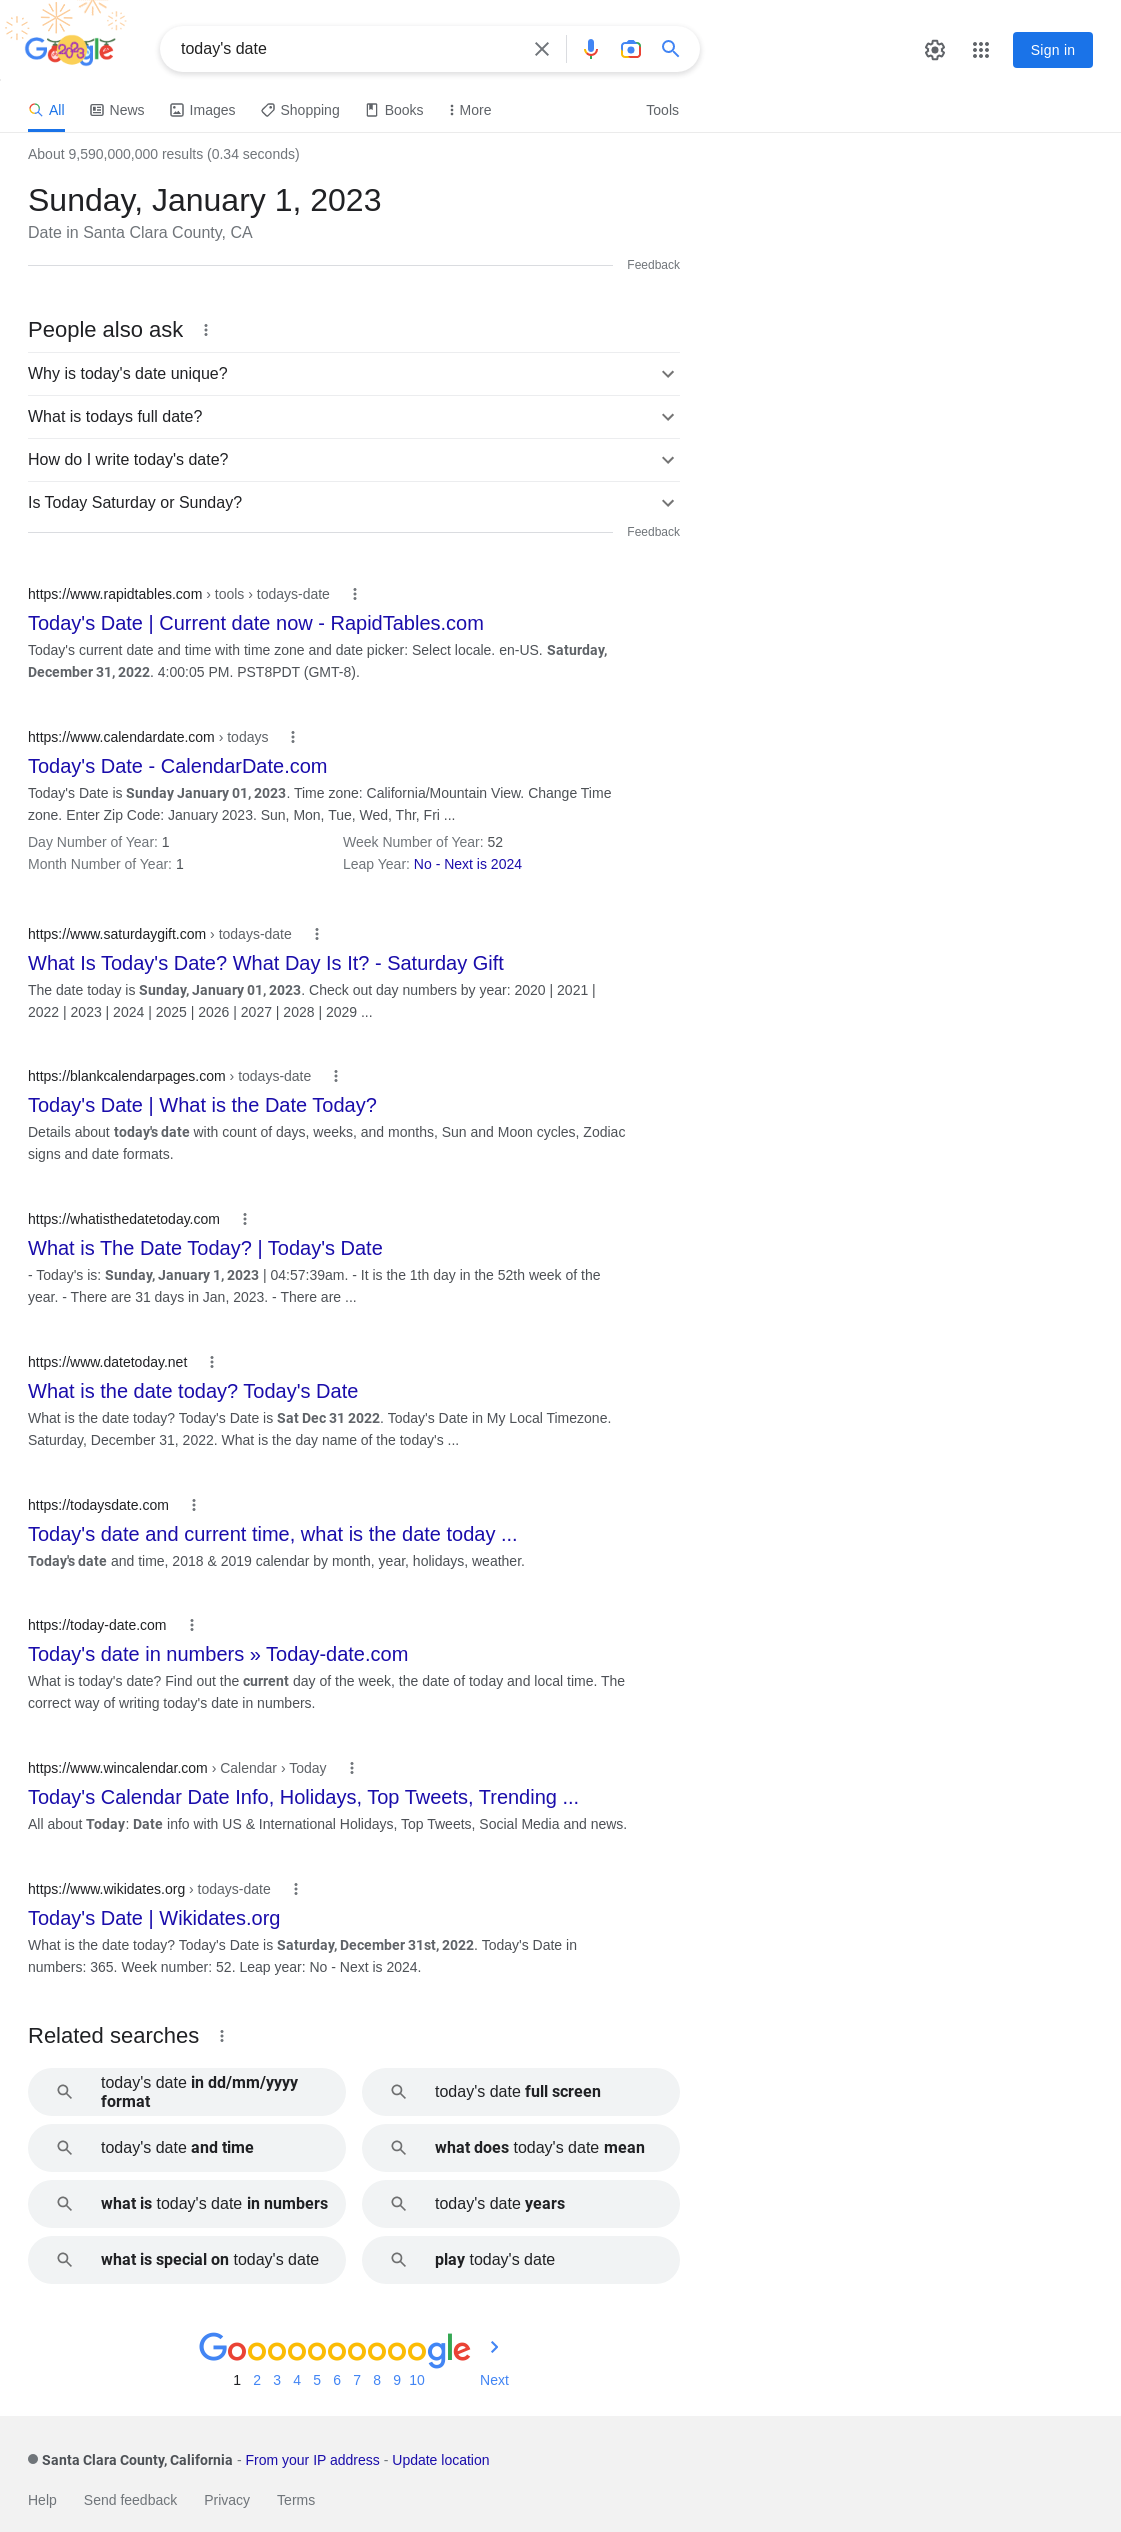 Google
2023
today's date
Sign in
All
News
Images
Shopping
Books
More
Tools
About 9,590,000,000 results (0.34 seconds)
Sunday, January 1, 2023
Date in Santa Clara County, CA
Feedback
People also ask
Why is today's date unique?
What is todays full date?
How do I write today's date?
Is Today Saturday or Sunday?
Feedback
https://www.rapidtables.com › tools › todays-date
Today's Date | Current date now - RapidTables.com
Today's current date and time with time zone and date picker: Select locale. en-US. Saturday,
December 31, 2022. 4:00:05 PM. PST8PDT (GMT-8).
https://www.calendardate.com › todays
Today's Date - CalendarDate.com
Today's Date is Sunday January 01, 2023. Time zone: California/Mountain View. Change Time
zone. Enter Zip Code: January 2023. Sun, Mon, Tue, Wed, Thr, Fri ...
Day Number of Year: 1
Week Number of Year: 52
Month Number of Year: 1
Leap Year: No - Next is 2024
https://www.saturdaygift.com › todays-date
What Is Today's Date? What Day Is It? - Saturday Gift
The date today is Sunday, January 01, 2023. Check out day numbers by year: 2020 | 2021 |
2022 | 2023 | 2024 | 2025 | 2026 | 2027 | 2028 | 2029 ...
https://blankcalendarpages.com › todays-date
Today's Date | What is the Date Today?
Details about today's date with count of days, weeks, and months, Sun and Moon cycles, Zodiac
signs and date formats.
https://whatisthedatetoday.com
What is The Date Today? | Today's Date
- Today's is: Sunday, January 1, 2023 | 04:57:39am. - It is the 1th day in the 52th week of the
year. - There are 31 days in Jan, 2023. - There are ...
https://www.datetoday.net
What is the date today? Today's Date
What is the date today? Today's Date is Sat Dec 31 2022. Today's Date in My Local Timezone.
Saturday, December 31, 2022. What is the day name of the today's ...
https://todaysdate.com
Today's date and current time, what is the date today ...
Today's date and time, 2018 & 2019 calendar by month, year, holidays, weather.
https://today-date.com
Today's date in numbers » Today-date.com
What is today's date? Find out the current day of the week, the date of today and local time. The
correct way of writing today's date in numbers.
https://www.wincalendar.com › Calendar › Today
Today's Calendar Date Info, Holidays, Top Tweets, Trending ...
All about Today: Date info with US & International Holidays, Top Tweets, Social Media and news.
https://www.wikidates.org › todays-date
Today's Date | Wikidates.org
What is the date today? Today's Date is Saturday, December 31st, 2022. Today's Date in
numbers: 365. Week number: 52. Leap year: No - Next is 2024.
Related searches
today's date in dd/mm/yyyy
format
today's date full screen
today's date and time
what does today's date mean
what is today's date in numbers
today's date years
what is special on today's date
play today's date
Goooooooooogle
1 2 3 4 5 6 7 8 9 10 Next
Santa Clara County, California - From your IP address - Update location
Help Send feedback Privacy Terms